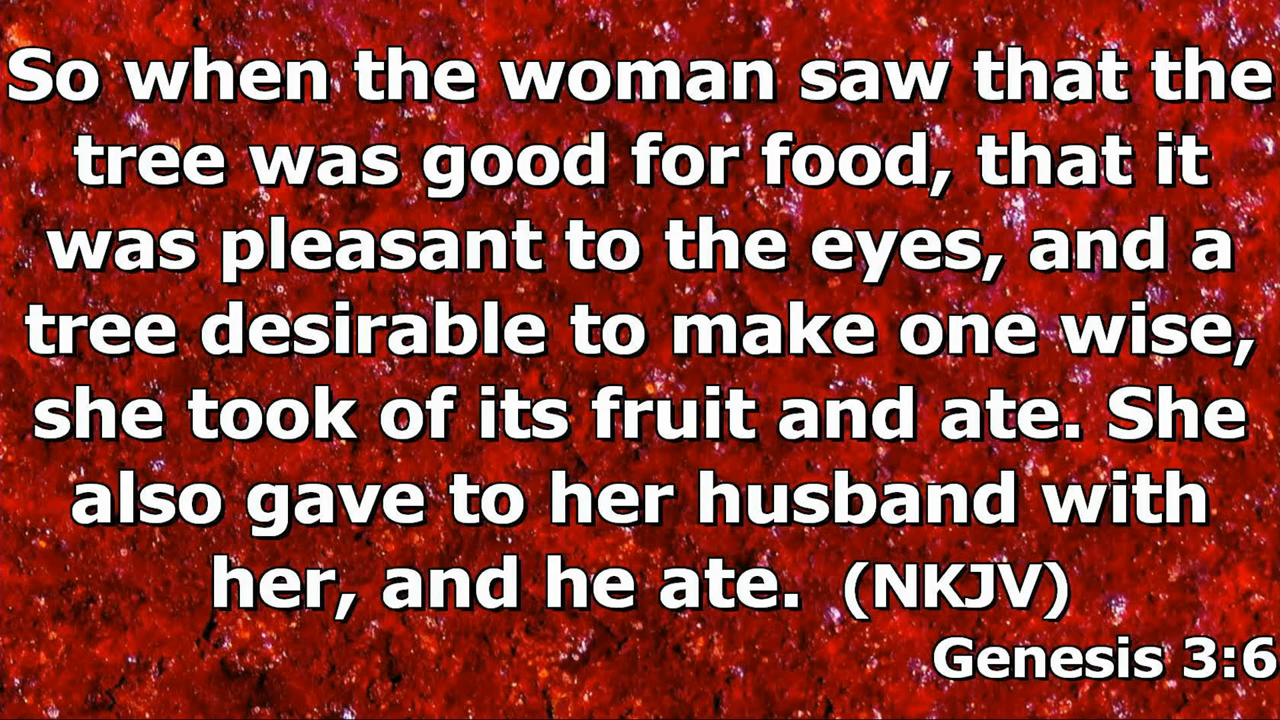 So when the woman saw that the
tree was good for food, that it
was pleasant to the eyes, and a
tree desirable to make one wise,
she took of its fruit and ate. She
also gave to her husband with
her, and he ate. (NKJV)
Genesis 3:6